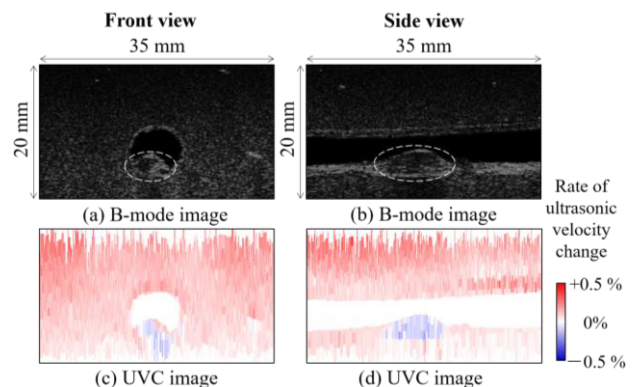 Front view
Side view
35 mm
35 mm
20 mm
20 mm
(a) B-mode image
(b) B-mode image
Rate of
ultrasonic
velocity
change
+0.5 %
0%
−0.5 %
(c) UVC image
(d) UVC image